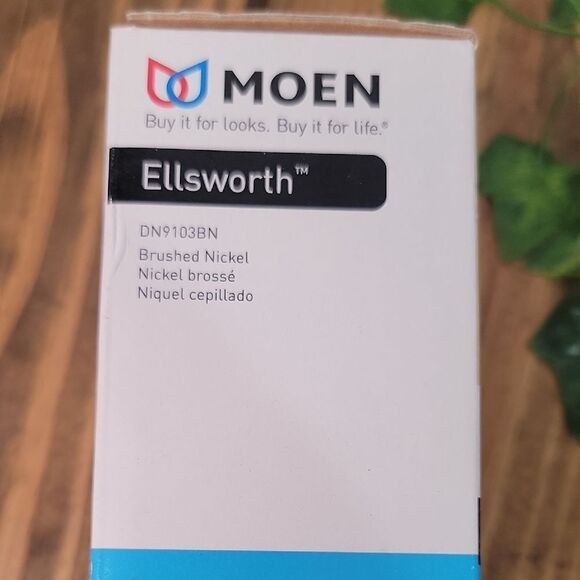 MOEN
Buy it for looks. Buy it for life.®
Ellsworth™
DN9103BN
Brushed Nickel
Nickel brossé
Niquel cepillado